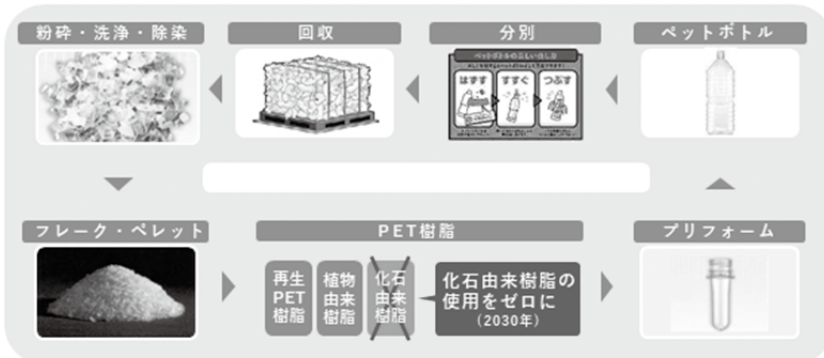 粉砕・洗浄・除染
回収
分別
ペットボトル
はずす
すすぐ
つぶす
フレーク・ペレット
PET樹脂
プリフォーム
再生
PET
樹脂
植物
由来
樹脂
化石
由来
樹脂
化石由来樹脂の
使用をゼロに
(2030年)